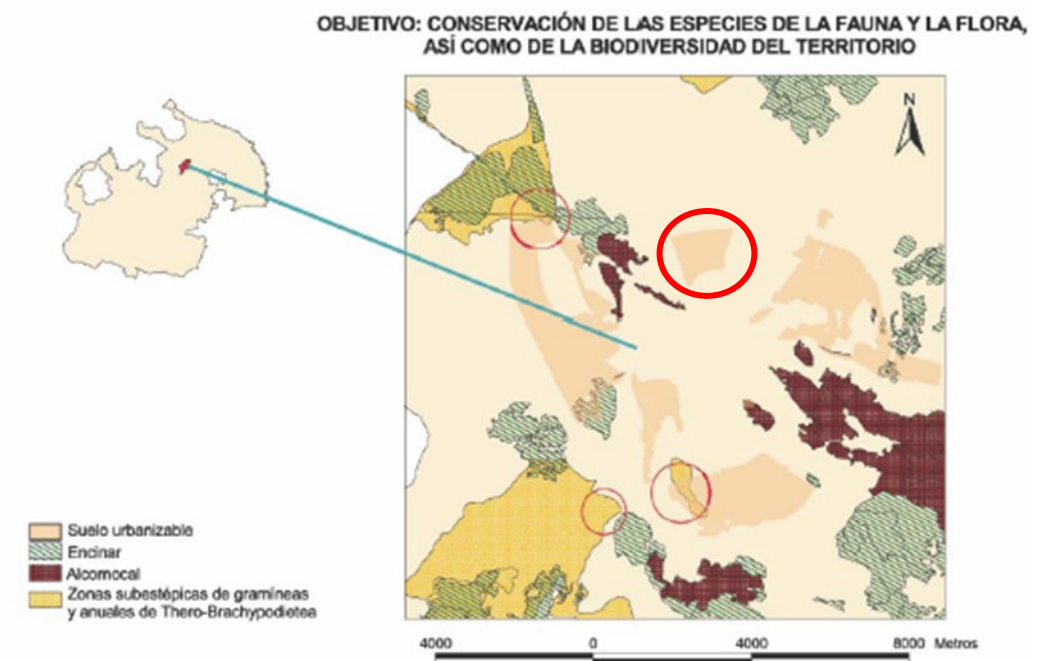 OBJETIVO: CONSERVACIÓN DE LAS ESPECIES DE LA FAUNA Y LA FLORA,
ASÍ COMO DE LA BIODIVERSIDAD DEL TERRITORIO
N
Suelo urbanizable
Encinar
Alcornocal
Zonas subestépicas de gramíneas
y anuales de Thero-Brachypodietea
4000 0 4000 8000 Metros